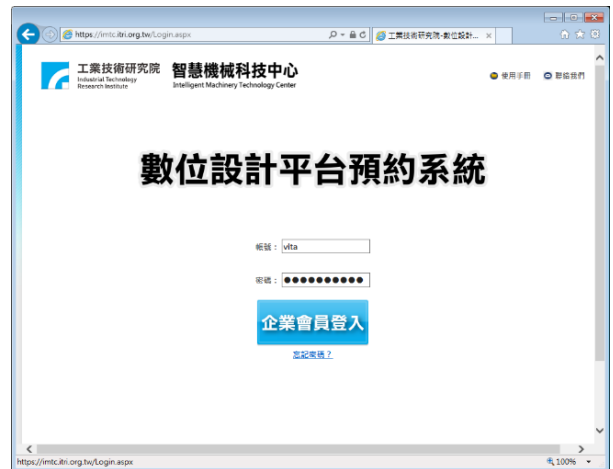 https://imtc.itri.org.tw/Login.aspx
工業技術研究院-數位設計...
工業技術研究院
Industrial Technology
Research Institute
智慧機械科技中心
Intelligent Machinery Technology Center
使用手冊
聯絡我們
數位設計平台預約系統
帳號：vita
密碼：●●●●●●●●●●
企業會員登入
忘記密碼？
https://imtc.itri.org.tw/Login.aspx
100%